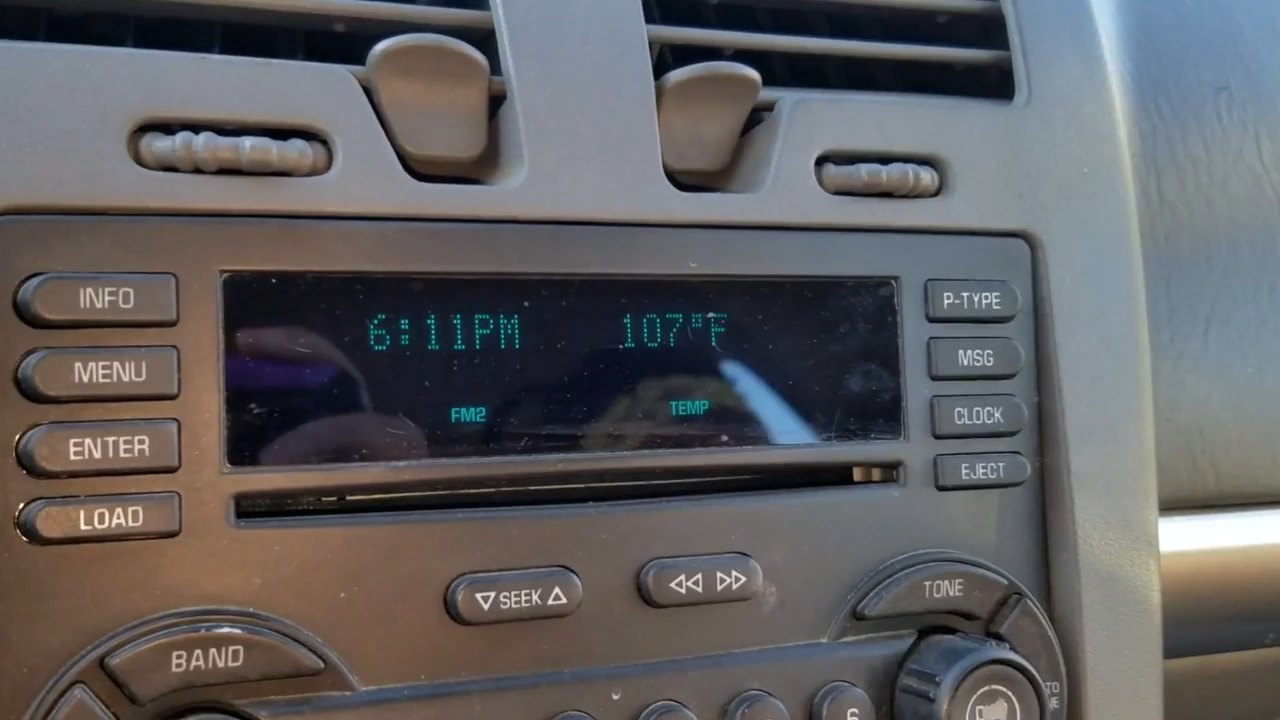 INFO
MENU
ENTER
LOAD
6:11PM 107°F
FM2 TEMP
P-TYPE
MSG
CLOCK
EJECT
▽ SEEK △
TONE
BAND
6